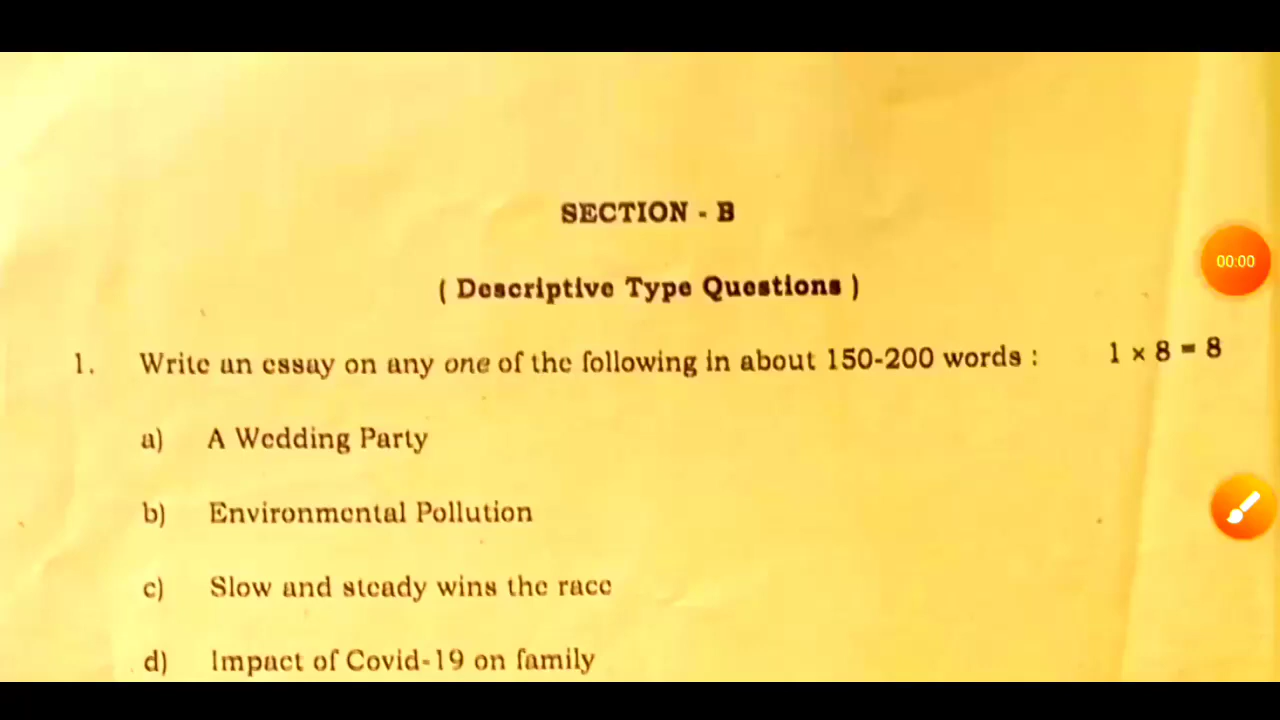 SECTION - B
( Descriptive Type Questions )
1. Write an essay on any one of the following in about 150-200 words : 1 × 8 = 8
a) A Wedding Party
b) Environmental Pollution
c) Slow and steady wins the race
d) Impact of Covid-19 on family
00:00